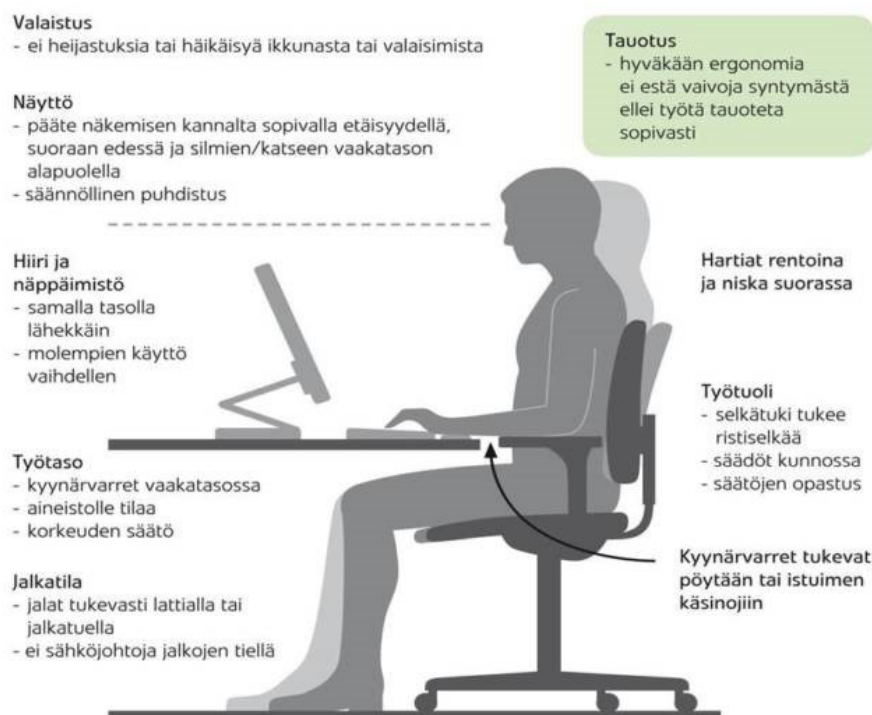 Valaistus
- ei heijastuksia tai häikäisyä ikkunasta tai valaisimista
Tauotus
- hyväkään ergonomia
ei estä vaivoja syntymästä
ellei työtä tauoteta
sopivasti
Näyttö
- pääte näkemisen kannalta sopivalla etäisyydellä,
suoraan edessä ja silmien/katseen vaakatason
alapuolella
- säännöllinen puhdistus
Hiiri ja
näppäimistö
- samalla tasolla
lähekkäin
- molempien käyttö
vaihdellen
Hartiat rentoina
ja niska suorassa
Työtuoli
- selkätuki tukee
ristiselkää
- säädöt kunnossa
- säätöjen opastus
Työtaso
- kyynärvarret vaakatasossa
- aineistolle tilaa
- korkeuden säätö
Kyynärvarret tukevat
pöytään tai istuimen
käsinojiin
Jalkatila
- jalat tukevasti lattialla tai
jalkatuella
- ei sähköjohtoja jalkojen tiellä